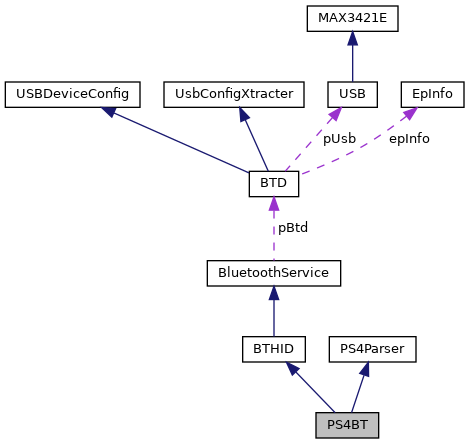 MAX3421E
USBDeviceConfig
UsbConfigXtracter
USB
EpInfo
pUsb
epInfo
BTD
pBtd
BluetoothService
BTHID
PS4Parser
PS4BT